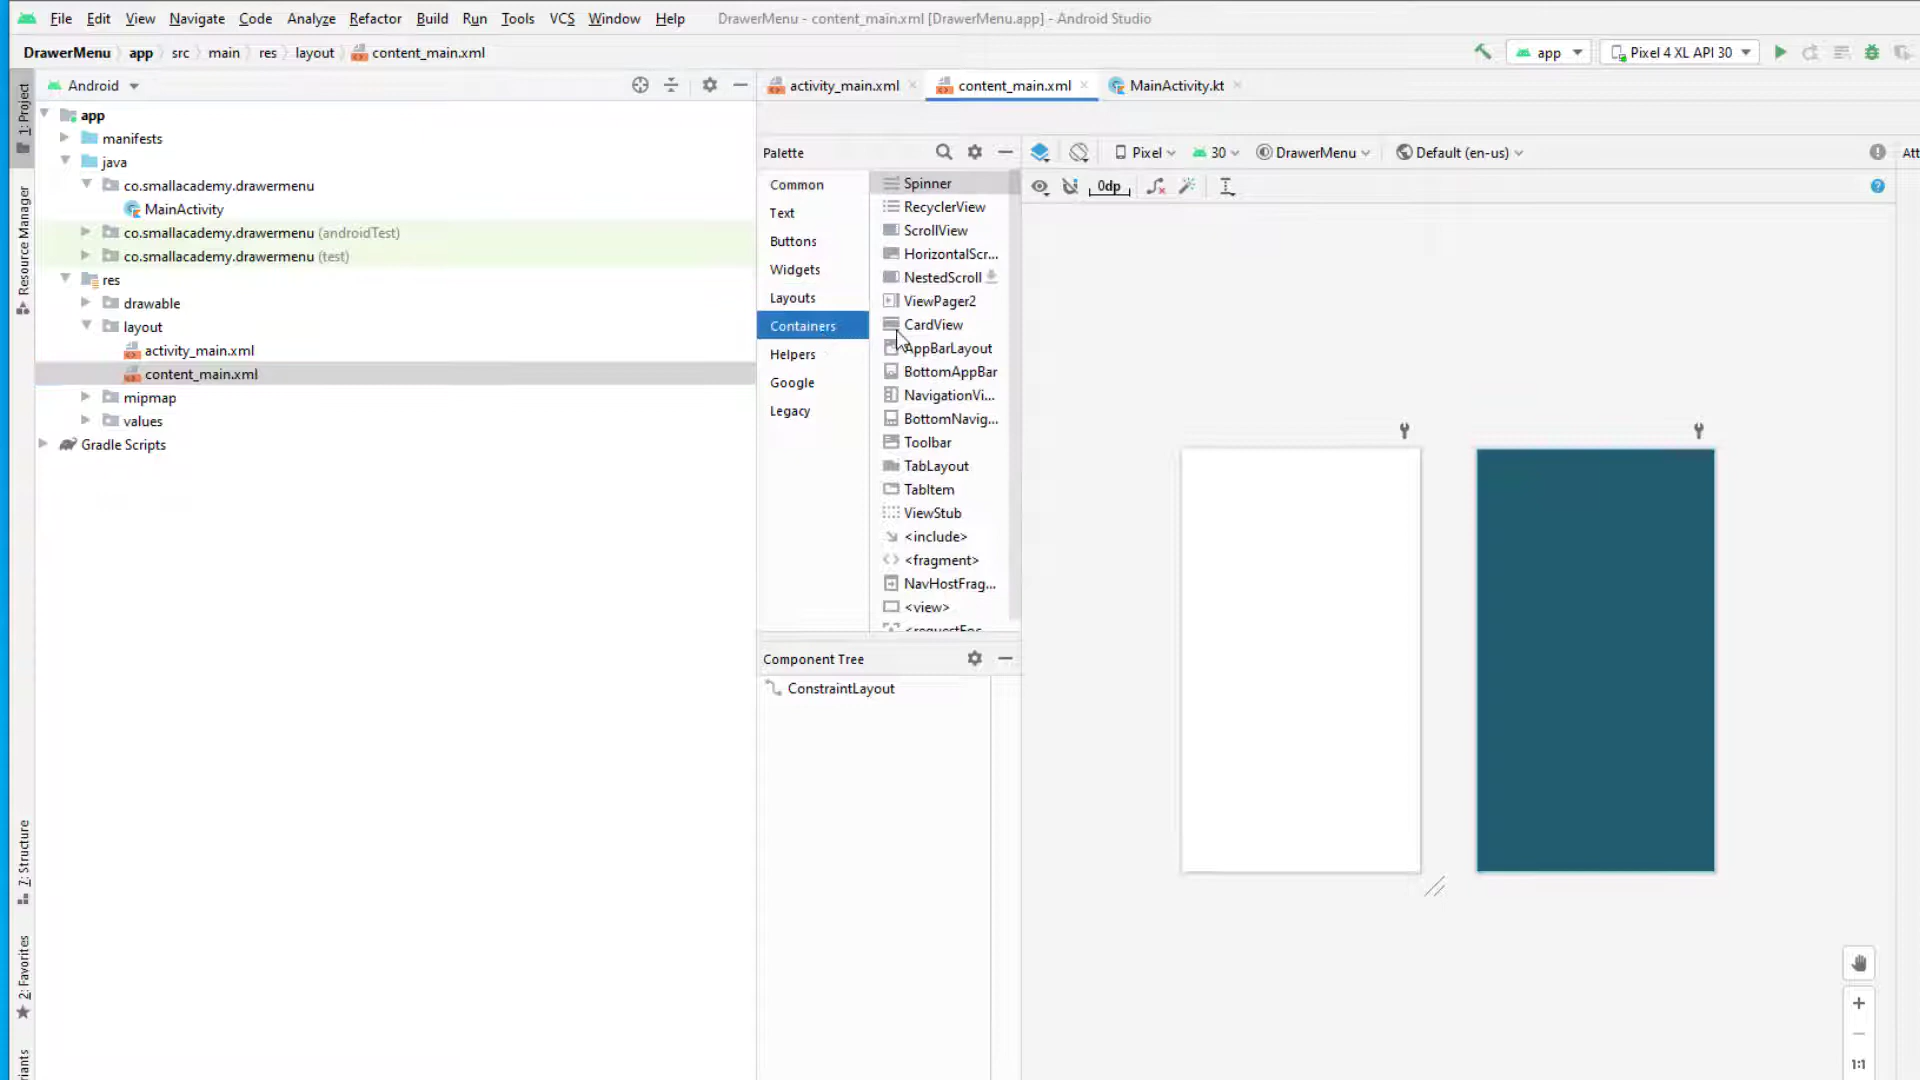 File Edit View Navigate Code Analyze Refactor Build Run Tools VCS Window Help DrawerMenu - content_main.xml [DrawerMenu.app] - Android Studio
DrawerMenu app src main res layout content_main.xml app Pixel 4 XL API 30
1: Project
Resource Manager
7: Structure
2: Favorites
Android
app
manifests
java
co.smallacademy.drawermenu
MainActivity
co.smallacademy.drawermenu (androidTest)
co.smallacademy.drawermenu (test)
res
drawable
layout
activity_main.xml
content_main.xml
mipmap
values
Gradle Scripts
activity_main.xml content_main.xml MainActivity.kt
Palette
Common
Text
Buttons
Widgets
Layouts
Containers
Helpers
Google
Legacy
Spinner
RecyclerView
ScrollView
HorizontalScr...
NestedScroll
ViewPager2
CardView
AppBarLayout
BottomAppBar
NavigationVi...
BottomNavig...
Toolbar
TabLayout
TabItem
ViewStub
<include>
<fragment>
NavHostFrag...
<view>
Component Tree
ConstraintLayout
Pixel 30 DrawerMenu Default (en-us)
0dp
1:1